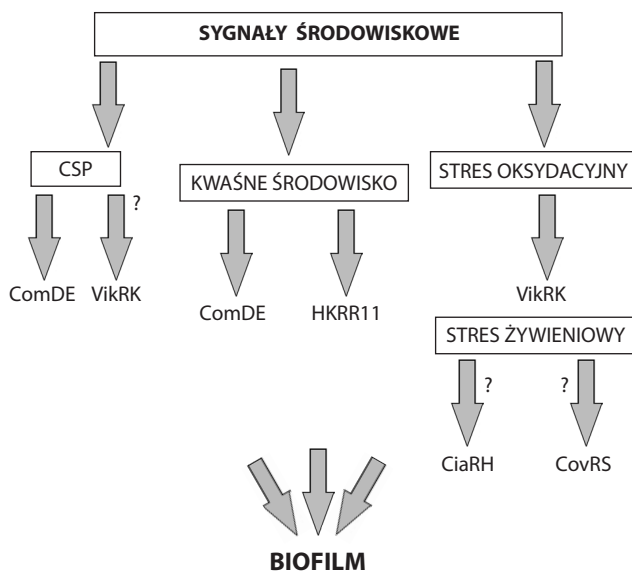 SYGNAŁY ŚRODOWISKOWE
CSP
KWAŚNE ŚRODOWISKO
STRES OKSYDACYJNY
?
ComDE VikRK
ComDE HKRR11
VikRK
STRES ŻYWIENIOWY
? ?
CiaRH CovRS
BIOFILM